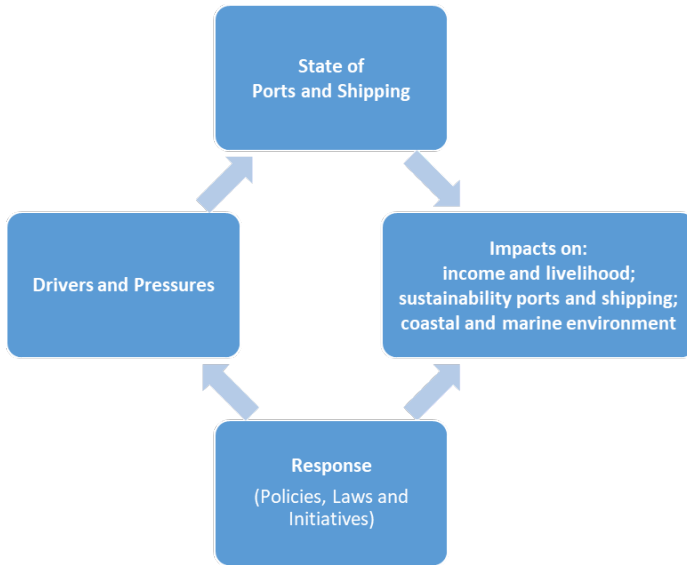 State of
Ports and Shipping
Drivers and Pressures
Impacts on:
income and livelihood;
sustainability ports and shipping;
coastal and marine environment
Response
(Policies, Laws and
Initiatives)